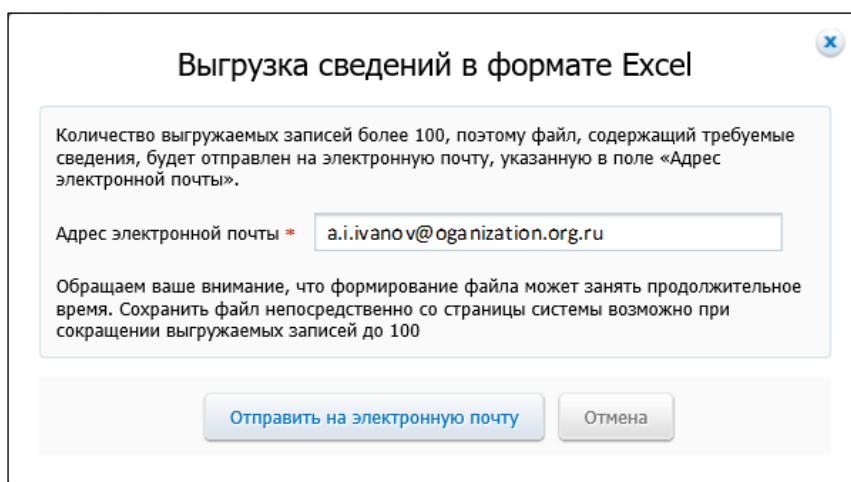 Выгрузка сведений в формате Excel
Количество выгружаемых записей более 100, поэтому файл, содержащий требуемые
сведения, будет отправлен на электронную почту, указанную в поле «Адрес
электронной почты».
Адрес электронной почты * a.i.ivanov@oganization.org.ru
Обращаем ваше внимание, что формирование файла может занять продолжительное
время. Сохранить файл непосредственно со страницы системы возможно при
сокращении выгружаемых записей до 100
Отправить на электронную почту Отмена